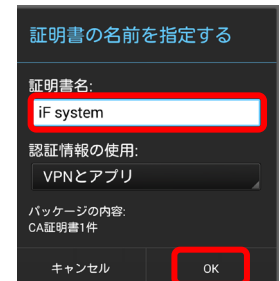 証明書の名前を指定する
証明書名:
iF system
認証情報の使用:
VPNとアプリ
パッケージの内容:
CA証明書1件
キャンセル
OK